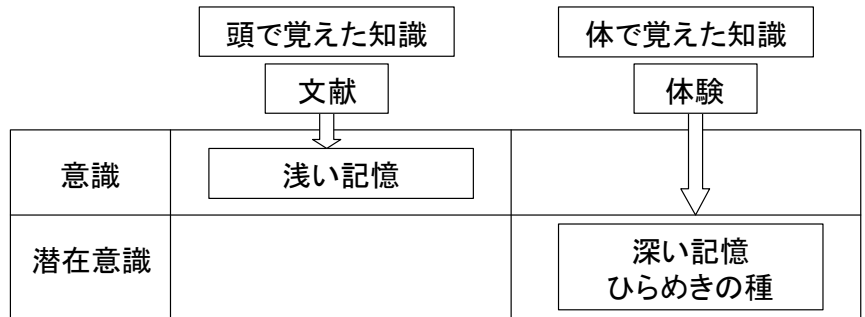 頭で覚えた知識
体で覚えた知識
文献
体験
意識
浅い記憶
潜在意識
深い記憶
ひらめきの種